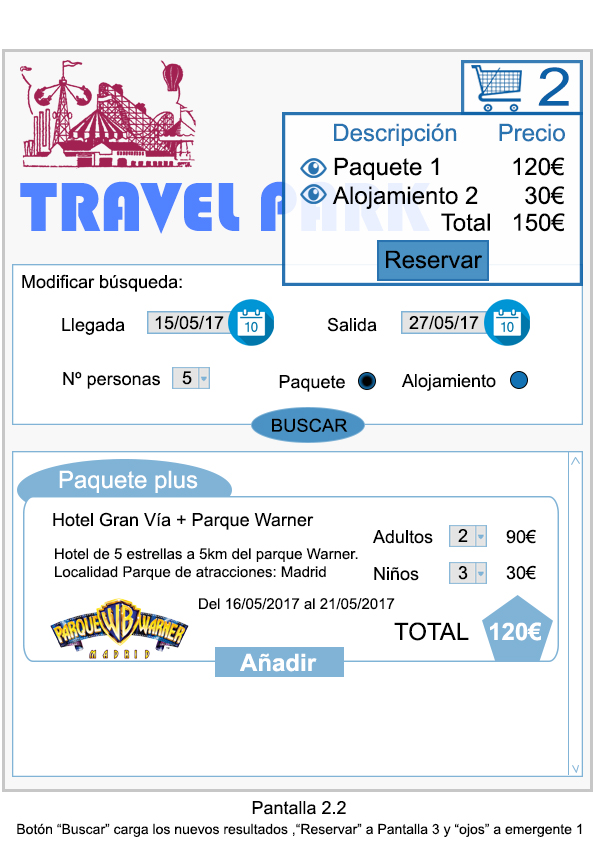 2
Descripción Precio
Paquete 1 120€
Alojamiento 2 30€
Total 150€
Reservar
TRAVEL PARK
Modificar búsqueda:
Llegada 15/05/17 10 Salida 27/05/17 10
Nº personas 5 Paquete Alojamiento
BUSCAR
Paquete plus
Hotel Gran Vía + Parque Warner
Adultos 2 90€
Hotel de 5 estrellas a 5km del parque Warner.
Localidad Parque de atracciones: Madrid
Niños 3 30€
Del 16/05/2017 al 21/05/2017
PARQUE WB WARNER
MADRID
TOTAL 120€
Añadir
Pantalla 2.2
Botón “Buscar” carga los nuevos resultados ,“Reservar” a Pantalla 3 y “ojos” a emergente 1